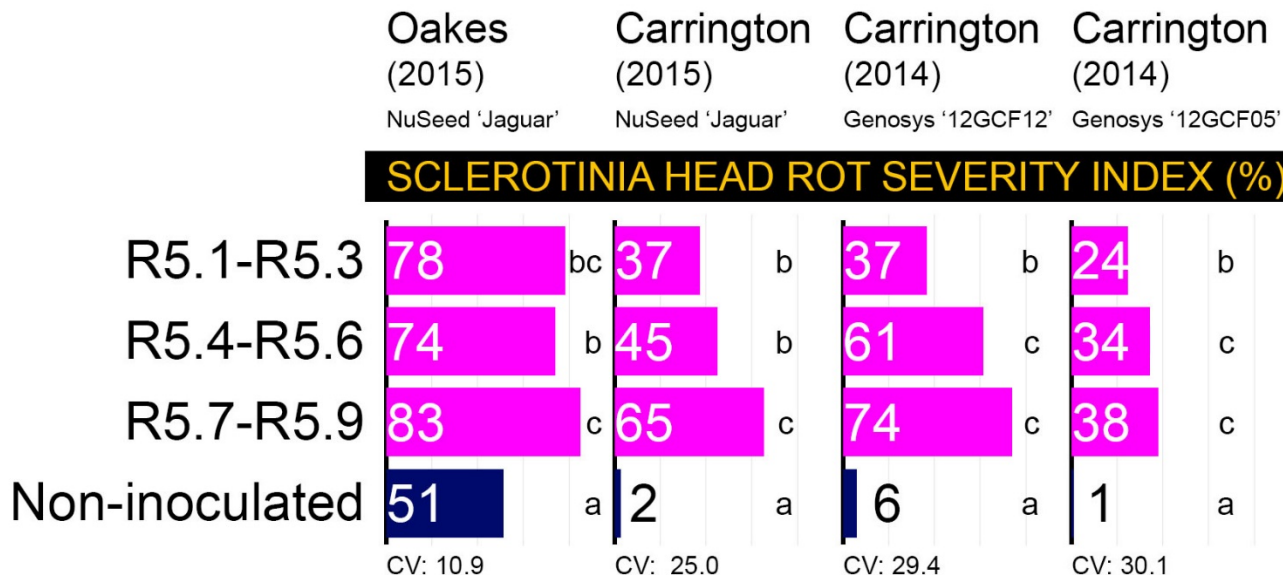 Oakes Carrington Carrington Carrington
(2015) (2015) (2014) (2014)
NuSeed ‘Jaguar’ NuSeed ‘Jaguar’ Genosys ‘12GCF12’ Genosys ‘12GCF05’
SCLEROTINIA HEAD ROT SEVERITY INDEX (%)
R5.1-R5.3 78 bc 37 b 37 b 24 b
R5.4-R5.6 74 b 45 b 61 c 34 c
R5.7-R5.9 83 c 65 c 74 c 38 c
Non-inoculated 51 a 2 a 6 a 1 a
CV: 10.9 CV: 25.0 CV: 29.4 CV: 30.1